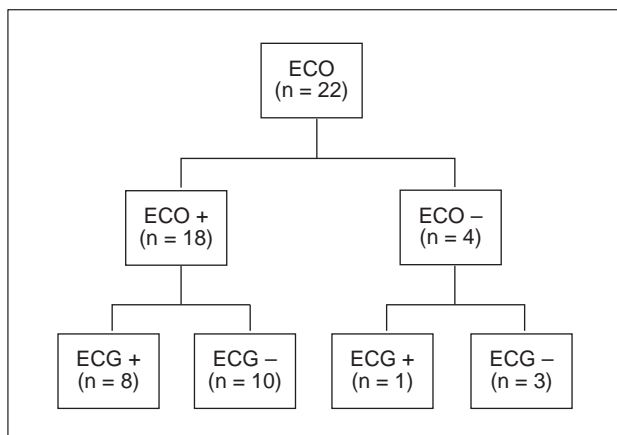 ECO
(n = 22)
ECO +
(n = 18)
ECO –
(n = 4)
ECG +
(n = 8)
ECG –
(n = 10)
ECG +
(n = 1)
ECG –
(n = 3)